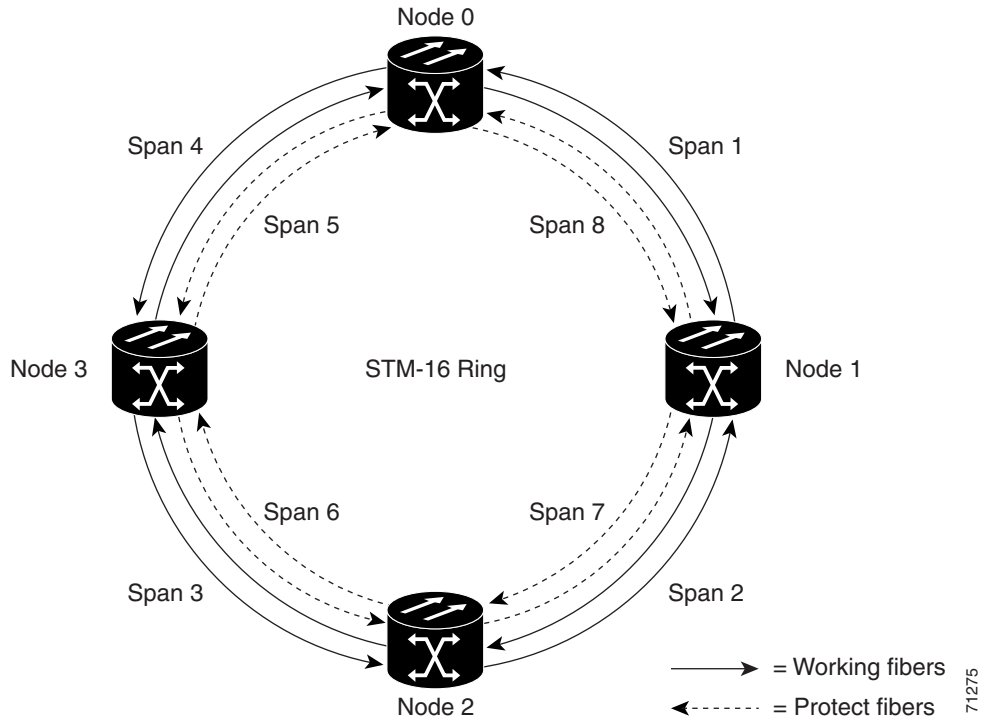 Node 0
Span 4
Span 1
Span 5
Span 8
Node 3
STM-16 Ring
Node 1
Span 6
Span 7
Span 3
Span 2
Node 2
= Working fibers
= Protect fibers
71275